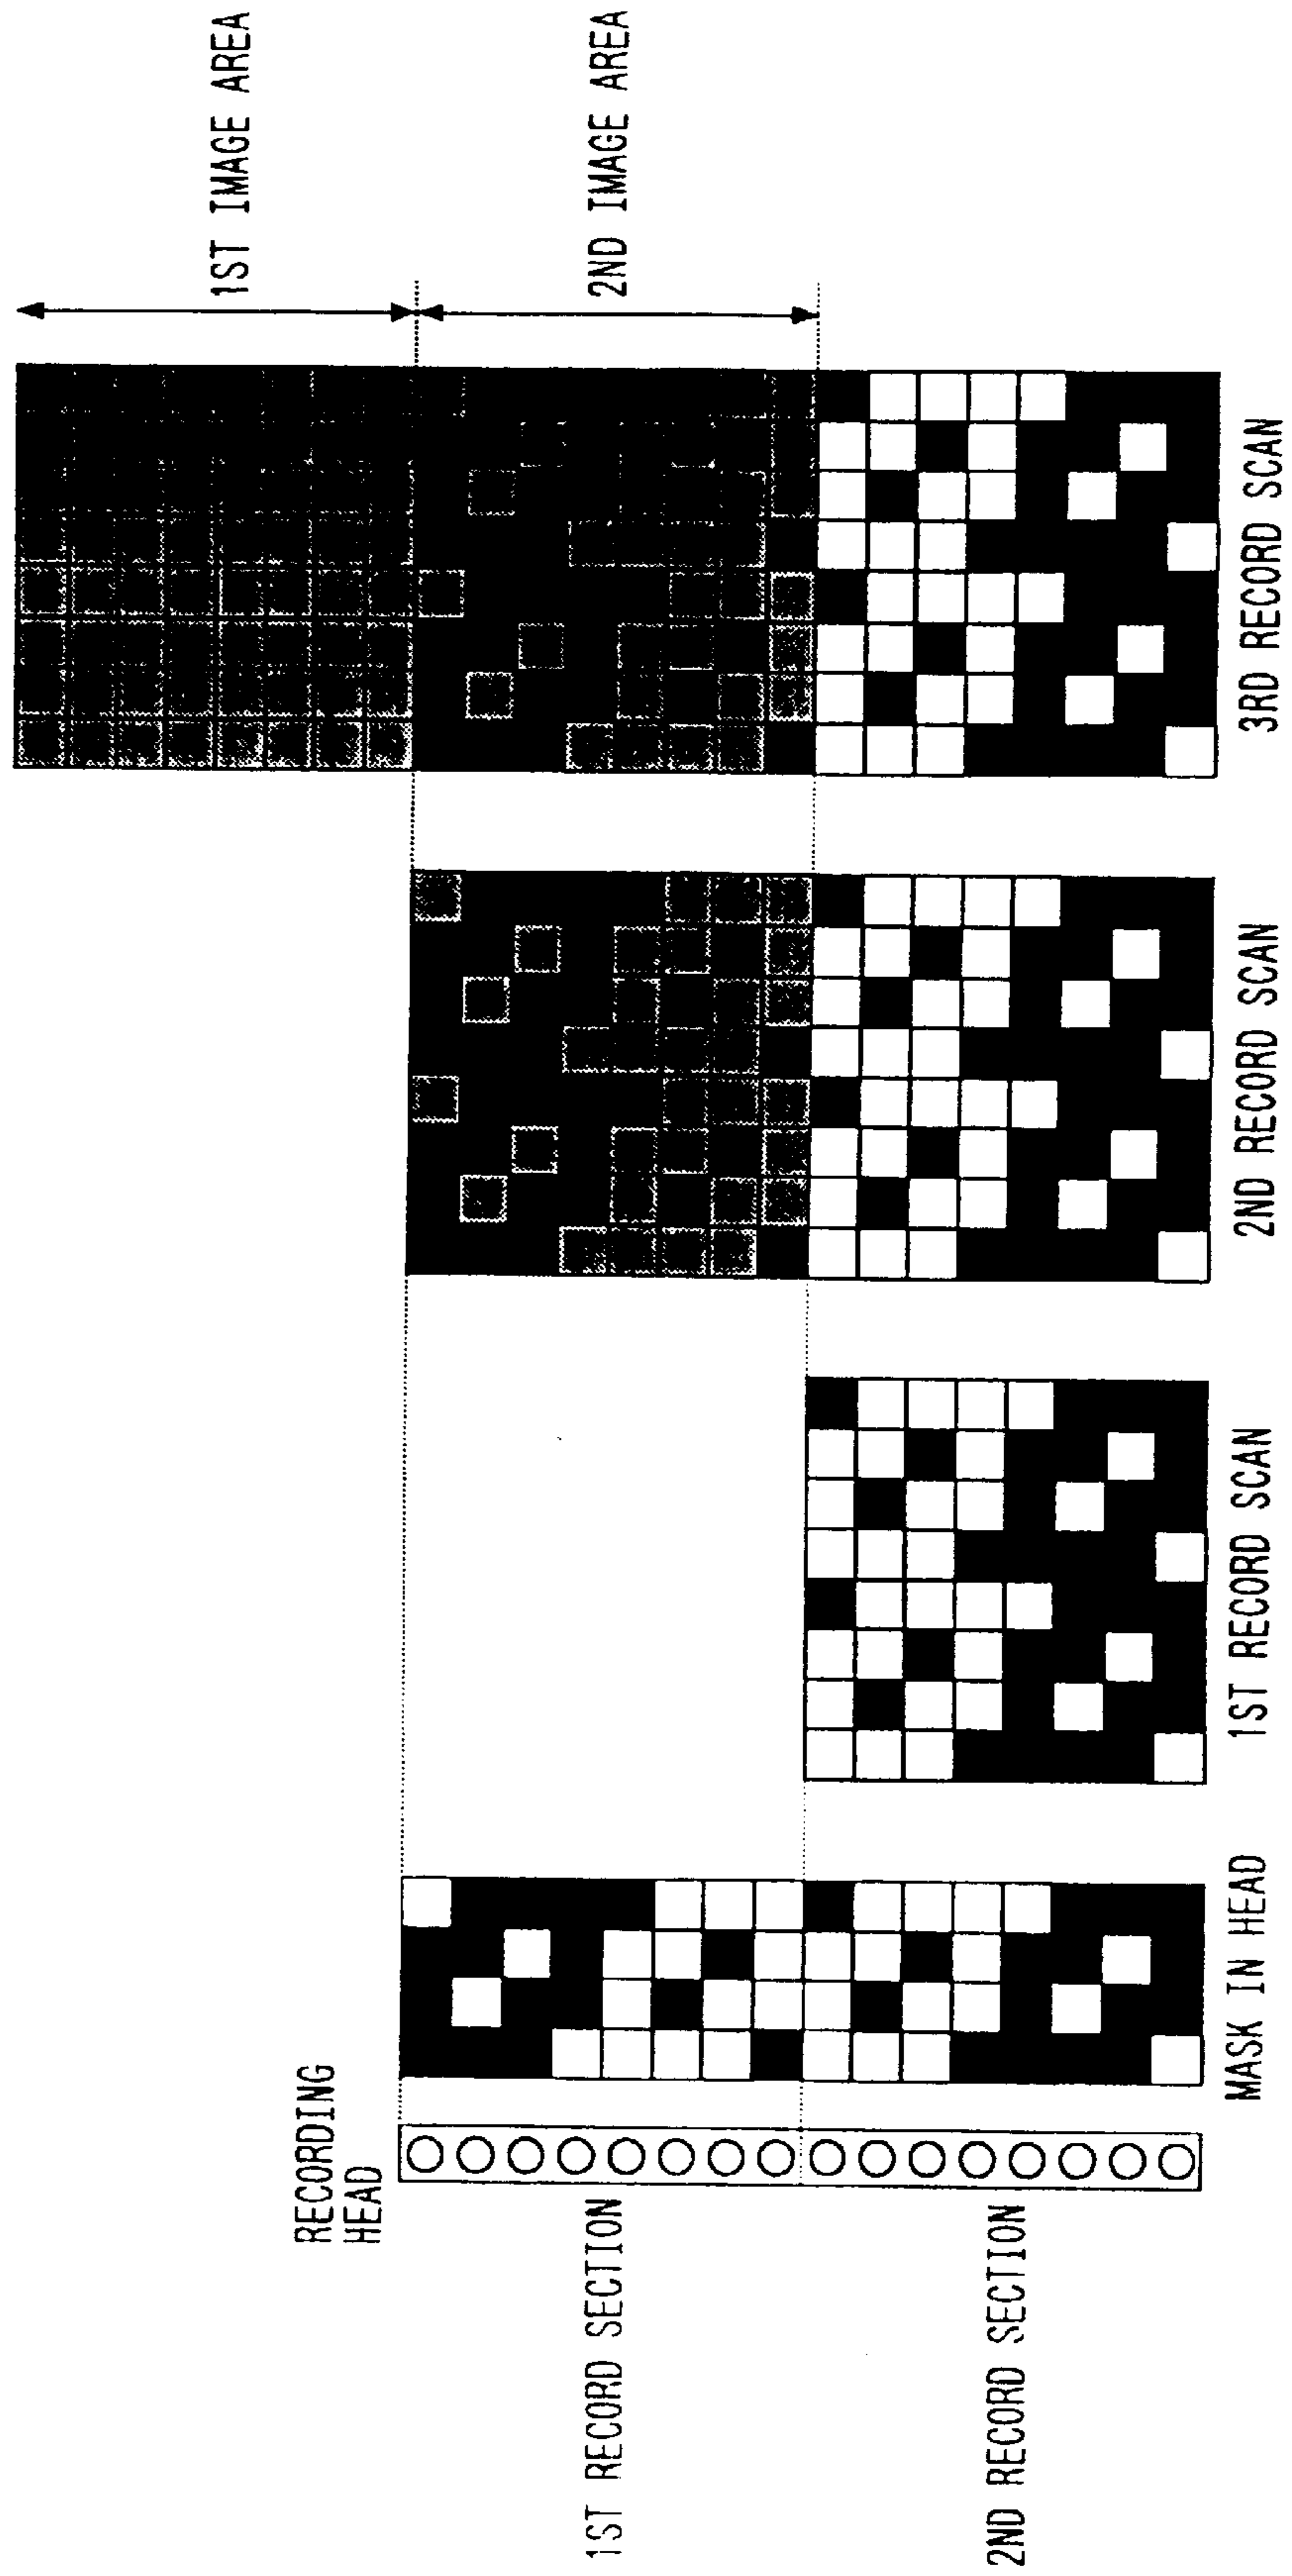 RECORDING
HEAD
1ST RECORD SECTION
2ND RECORD SECTION
MASK IN HEAD
1ST RECORD SCAN
2ND RECORD SCAN
3RD RECORD SCAN
1ST IMAGE AREA
2ND IMAGE AREA